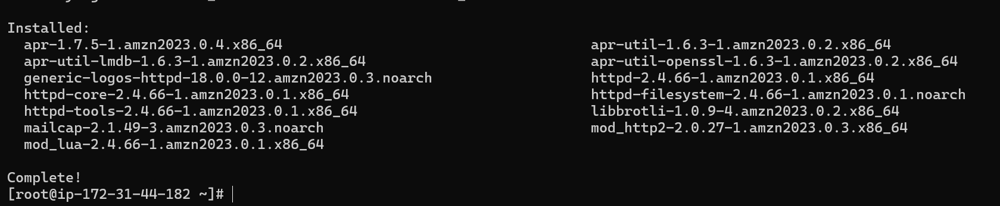 Installed:
apr-1.7.5-1.amzn2023.0.4.x86_64 apr-util-1.6.3-1.amzn2023.0.2.x86_64
apr-util-lmdb-1.6.3-1.amzn2023.0.2.x86_64 apr-util-openssl-1.6.3-1.amzn2023.0.2.x86_64
generic-logos-httpd-18.0.0-12.amzn2023.0.3.noarch httpd-2.4.66-1.amzn2023.0.1.x86_64
httpd-core-2.4.66-1.amzn2023.0.1.x86_64 httpd-filesystem-2.4.66-1.amzn2023.0.1.noarch
httpd-tools-2.4.66-1.amzn2023.0.1.x86_64 libbrotli-1.0.9-4.amzn2023.0.2.x86_64
mailcap-2.1.49-3.amzn2023.0.3.noarch mod_http2-2.0.27-1.amzn2023.0.3.x86_64
mod_lua-2.4.66-1.amzn2023.0.1.x86_64
Complete!
[root@ip-172-31-44-182 ~]#